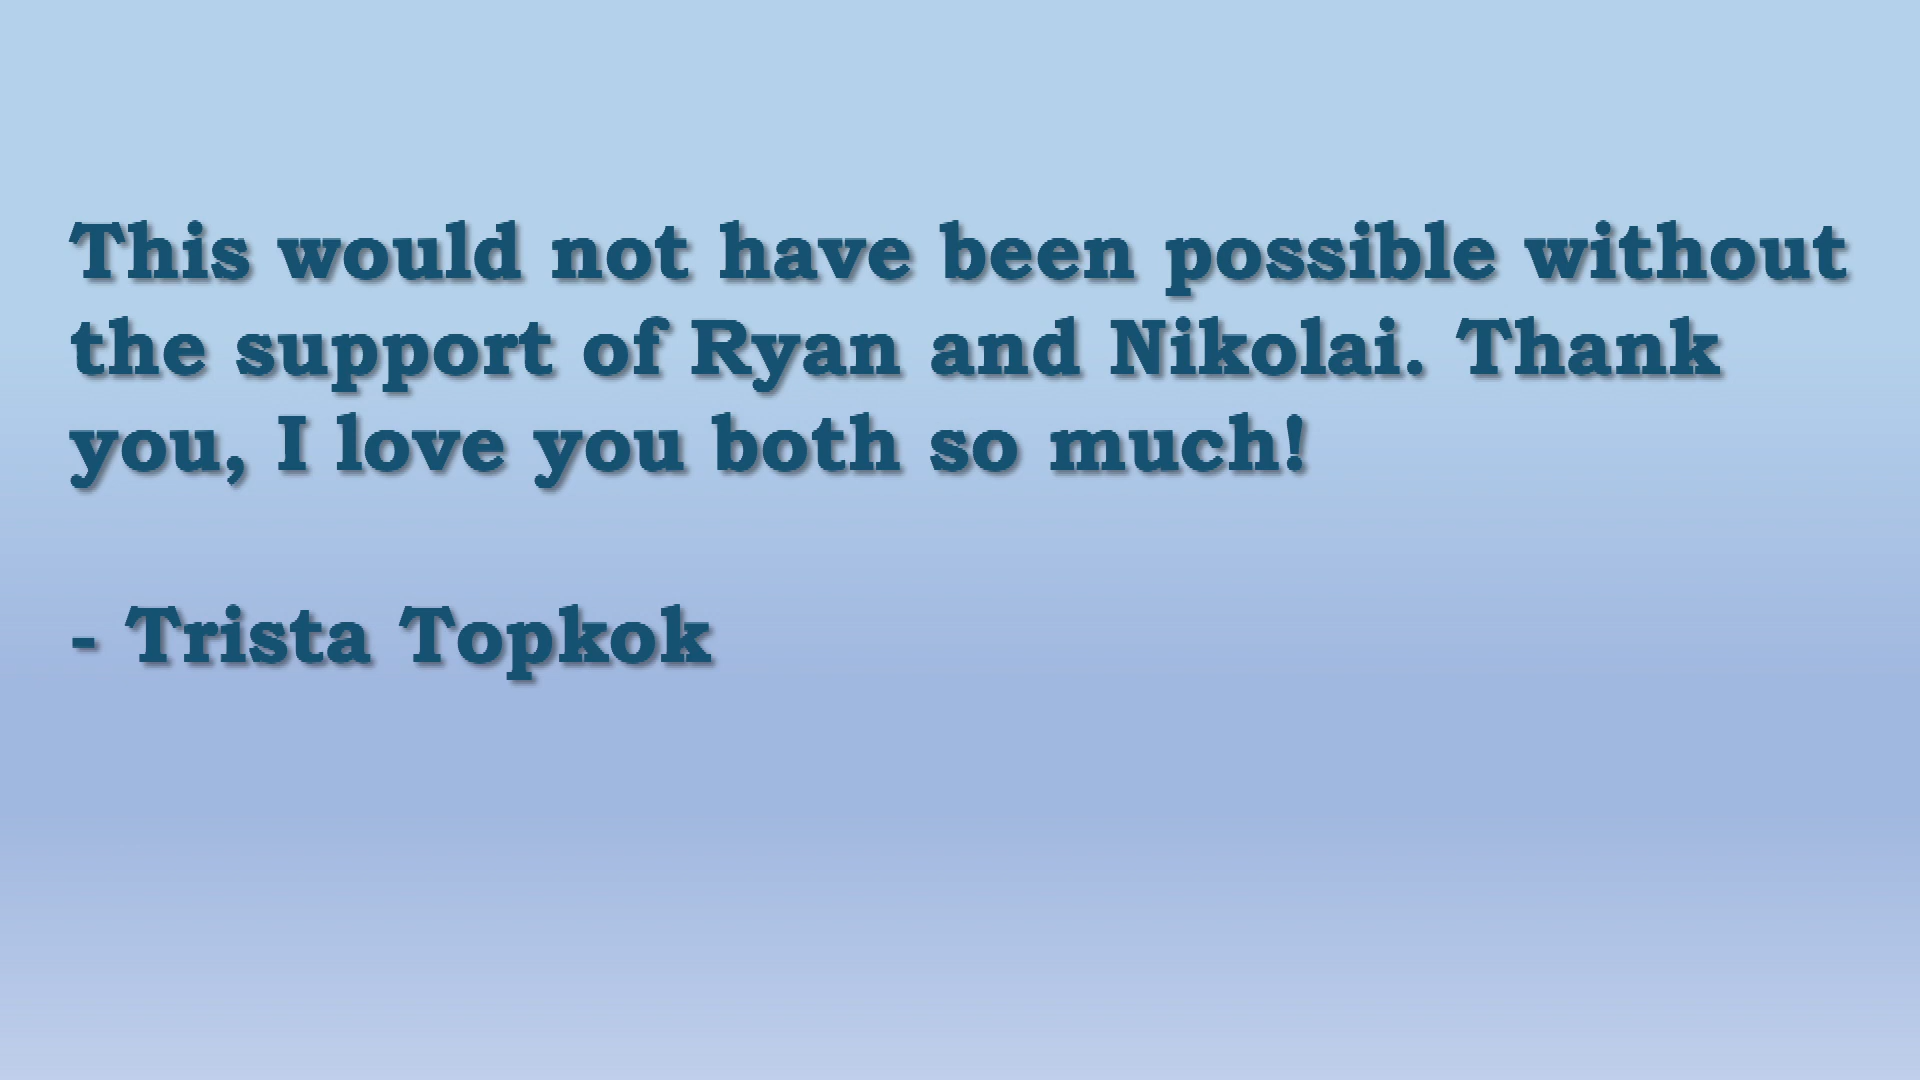 This would not have been possible without
the support of Ryan and Nikolai. Thank
you, I love you both so much!
- Trista Topkok